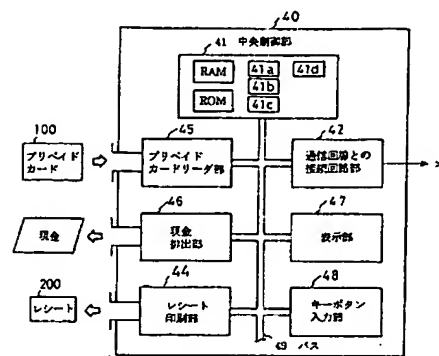 40
41 中央制御部
RAM
41a
41d
41b
ROM
41c
100
45
42
プリペイド
カード
プリペイド
カードリーダ部
通信回線との
接続回路部
46
47
現金
現金
排出部
表示部
200
44
48
レシート
レシート
印刷部
キーボタン
入力部
49 バス